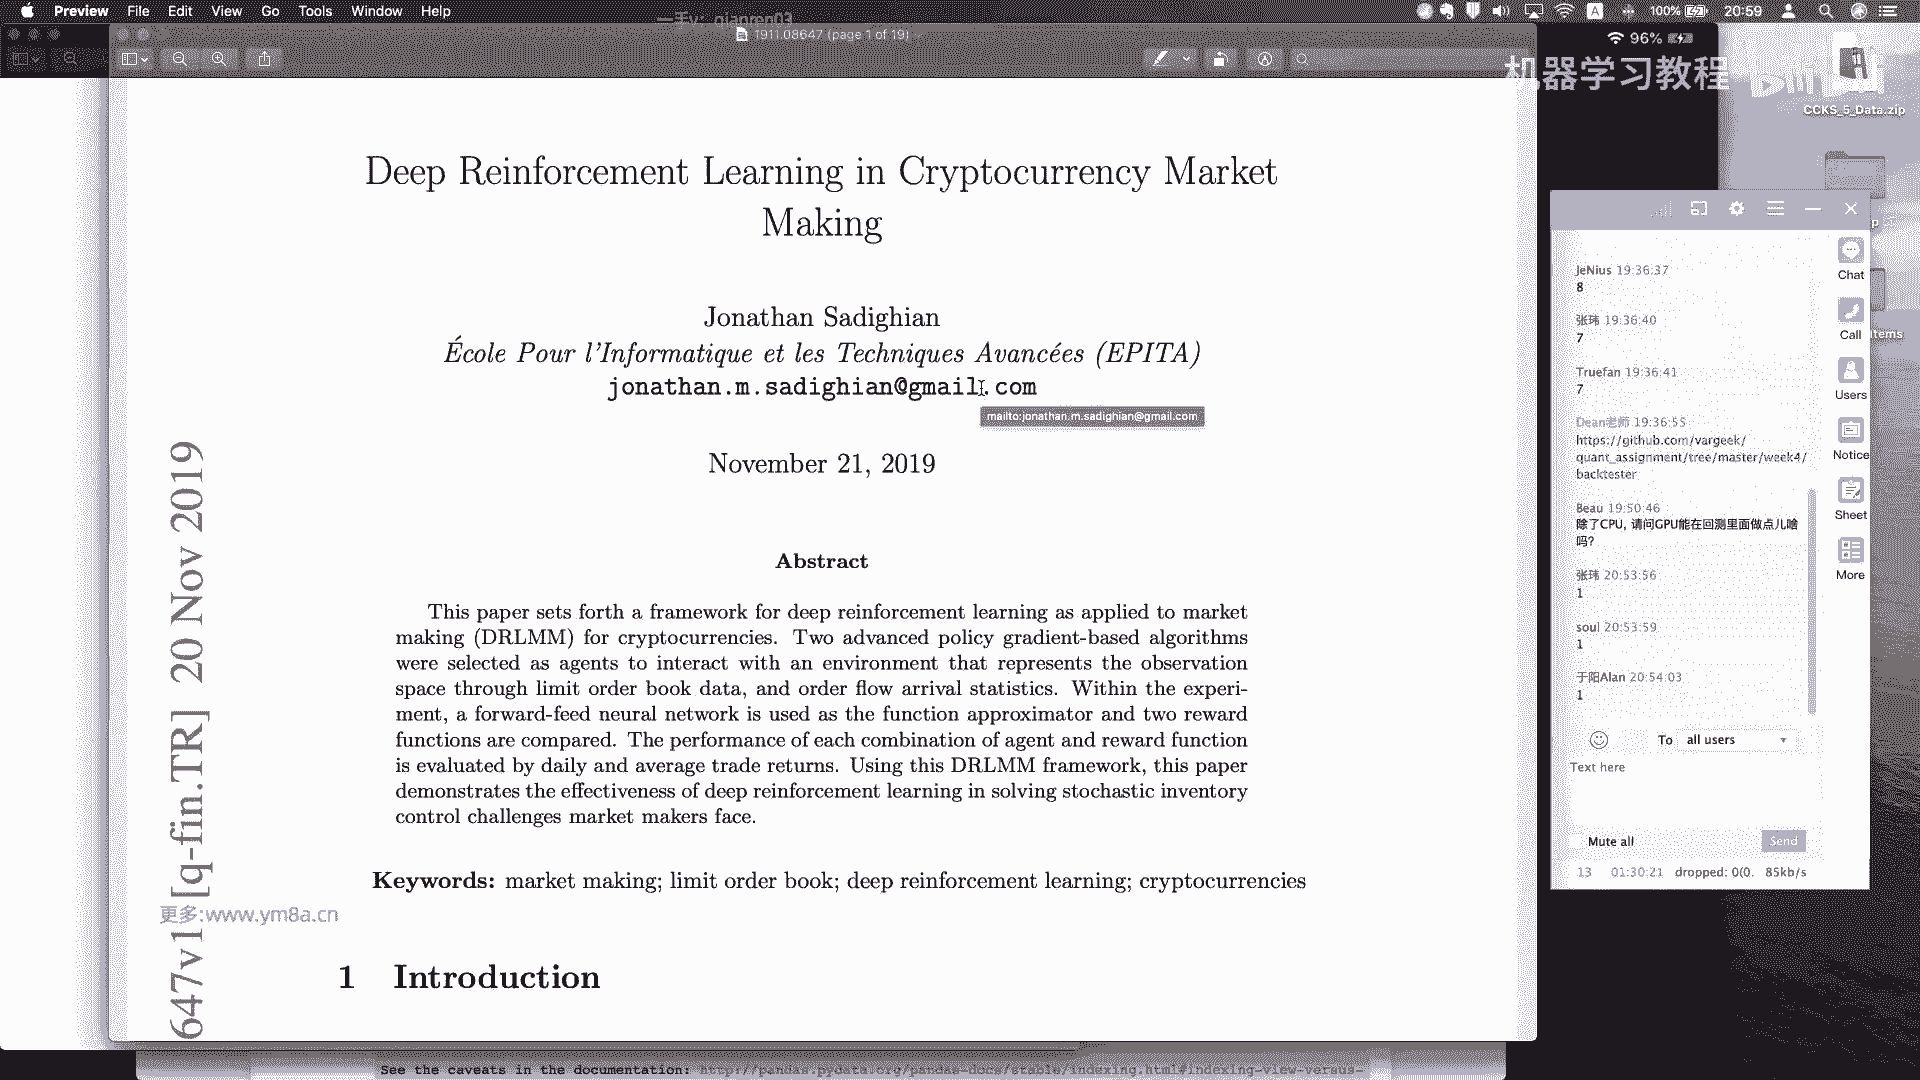 Preview File Edit View Go Tools Window Help
100% 20:59
一手v：qianren03
1911.08647 (page 1 of 19)
96%
机器学习教程
CCKS_5_Data.zip
Deep Reinforcement Learning in Cryptocurrency Market
Making
Jonathan Sadighian
École Pour l'Informatique et les Techniques Avancées (EPITA)
jonathan.m.sadighian@gmail.com
mailto:jonathan.m.sadighian@gmail.com
November 21, 2019
Abstract
This paper sets forth a framework for deep reinforcement learning as applied to market
making (DRLMM) for cryptocurrencies. Two advanced policy gradient-based algorithms
were selected as agents to interact with an environment that represents the observation
space through limit order book data, and order flow arrival statistics. Within the experi-
ment, a forward-feed neural network is used as the function approximator and two reward
functions are compared. The performance of each combination of agent and reward function
is evaluated by daily and average trade returns. Using this DRLMM framework, this paper
demonstrates the effectiveness of deep reinforcement learning in solving stochastic inventory
control challenges market makers face.
Keywords: market making; limit order book; deep reinforcement learning; cryptocurrencies
1 Introduction
647v1 [q-fin.TR] 20 Nov 2019
更多:www.ym8a.cn
See the caveats in the documentation: http://pandas.pydata.org/pandas-docs/stable/indexing.html#indexing-view-versus-
JeNius 19:36:37
8
张玮 19:36:40
7
Truefan 19:36:41
7
Dean老师 19:36:55
https://github.com/vargeek/
quant_assignment/tree/master/week4/
backtester
Beau 19:50:46
除了CPU, 请问GPU能在回测里面做点儿啥
吗?
张玮 20:53:56
1
soul 20:53:59
1
于阳Alan 20:54:03
1
To all users
Text here
Mute all
Send
13 01:30:21 dropped: 0(0. 85kb/s
Chat
Call
Users
Notice
Sheet
More
Items